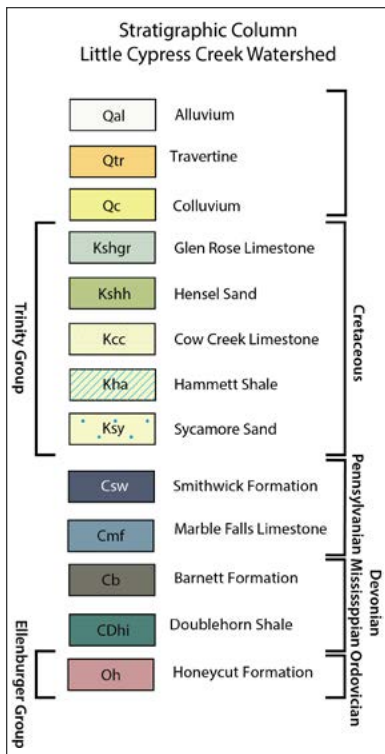 Stratigraphic Column
Little Cypress Creek Watershed
Qal Alluvium
Qtr Travertine
Qc Colluvium
Trinity Group
Cretaceous
Kshgr Glen Rose Limestone
Kshh Hensel Sand
Kcc Cow Creek Limestone
Kha Hammett Shale
Ksy Sycamore Sand
Pennsylvanian
Csw Smithwick Formation
Cmf Marble Falls Limestone
Devonian
Mississppian
Cb Barnett Formation
CDhi Doublehorn Shale
Ellenburger Group
Ordovician
Oh Honeycut Formation